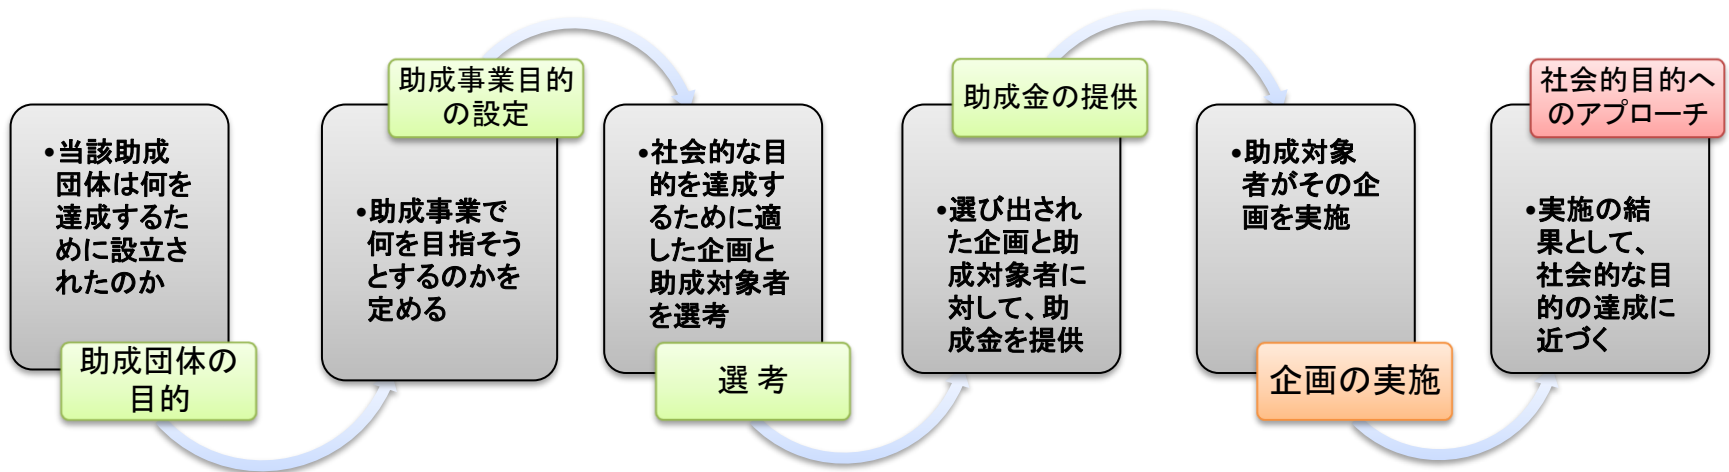 •当該助成
団体は何を
達成するた
めに設立さ
れたのか
助成団体の
目的
助成事業目的
の設定
•助成事業で
何を目指そう
とするのかを
定める
•社会的な目
的を達成す
るために適
した企画と
助成対象者
を選考
選 考
助成金の提供
•選び出され
た企画と助
成対象者に
対して、助
成金を提供
•助成対象
者がその企
画を実施
企画の実施
社会的目的へ
のアプローチ
•実施の結
果として、
社会的な目
的の達成に
近づく